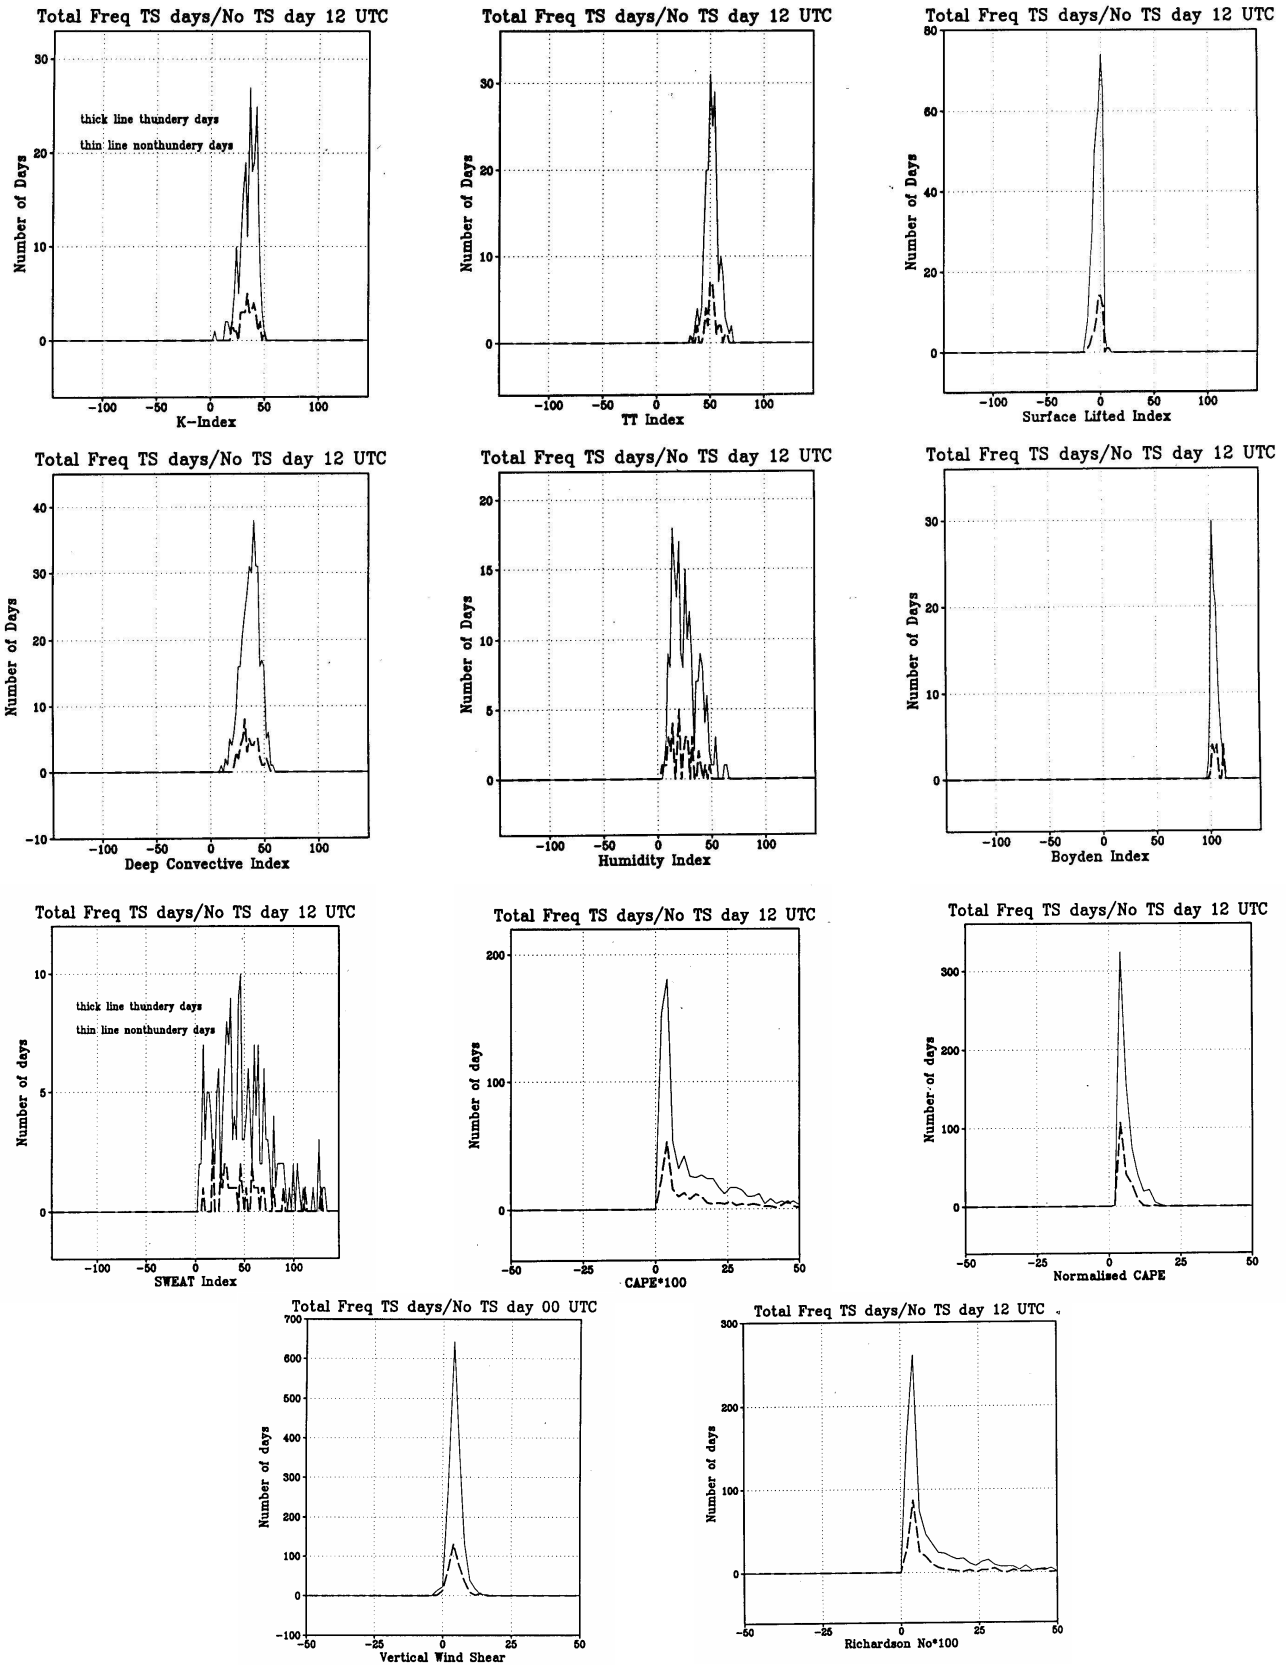 Total Freq TS days/No TS day 12 UTC
30
20
10
0
thick line thundery days
thin line nonthundery days
Number of Days
-100 -50 0 50 100
K-Index
Total Freq TS days/No TS day 12 UTC
30
20
10
0
Number of Days
-100 -50 0 50 100
TT Index
Total Freq TS days/No TS day 12 UTC
80
60
40
20
0
Number of Days
-100 -50 0 50 100
Surface Lifted Index
Total Freq TS days/No TS day 12 UTC
40
30
20
10
0
-10
Number of Days
-100 -50 0 50 100
Deep Convective Index
Total Freq TS days/No TS day 12 UTC
20
15
10
5
0
Number of Days
-100 -50 0 50 100
Humidity Index
Total Freq TS days/No TS day 12 UTC
30
20
10
0
Number of Days
-100 -50 0 50 100
Boyden Index
Total Freq TS days/No TS day 12 UTC
10
5
0
thick line thundery days
thin line nonthundery days
Number of days
-100 -50 0 50 100
SWEAT Index
Total Freq TS days/No TS day 12 UTC
200
100
0
Number of days
-50 -25 0 25 50
CAPE*100
Total Freq TS days/No TS day 12 UTC
300
200
100
0
Number of days
-50 -25 0 25 50
Normalised CAPE
Total Freq TS days/No TS day 00 UTC
700
600
500
400
300
200
100
0
-100
Number of days
-50 -25 0 25 50
Vertical Wind Shear
Total Freq TS days/No TS day 12 UTC
300
200
100
0
Number of days
-50 -25 0 25 50
Richardson No*100